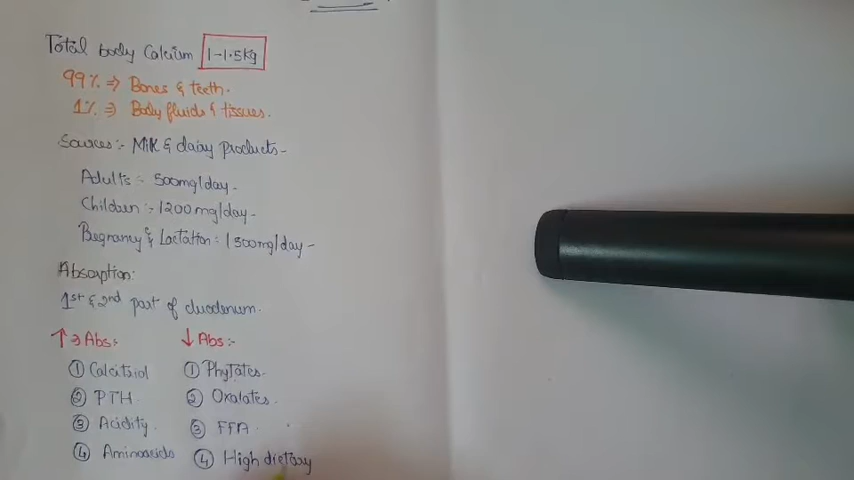 Total body Calcium 1-1.5Kg
99% ⇒ Bones & teeth.
1% ⇒ Body fluids & tissues.
Sources :- Milk & dairy products-
Adults :- 500mg/day-
Children :- 1200mg/day-
Pregnancy & Lactation : 1500mg/day-
Absorption:
1st & 2nd part of duodenum.
↑⇒ Abs: ↓ Abs:-
① Calcitriol ① Phytates.
② PTH. ② Oxalates.
③ Acidity. ③ FFA.
④ Aminoacids ④ High dietary